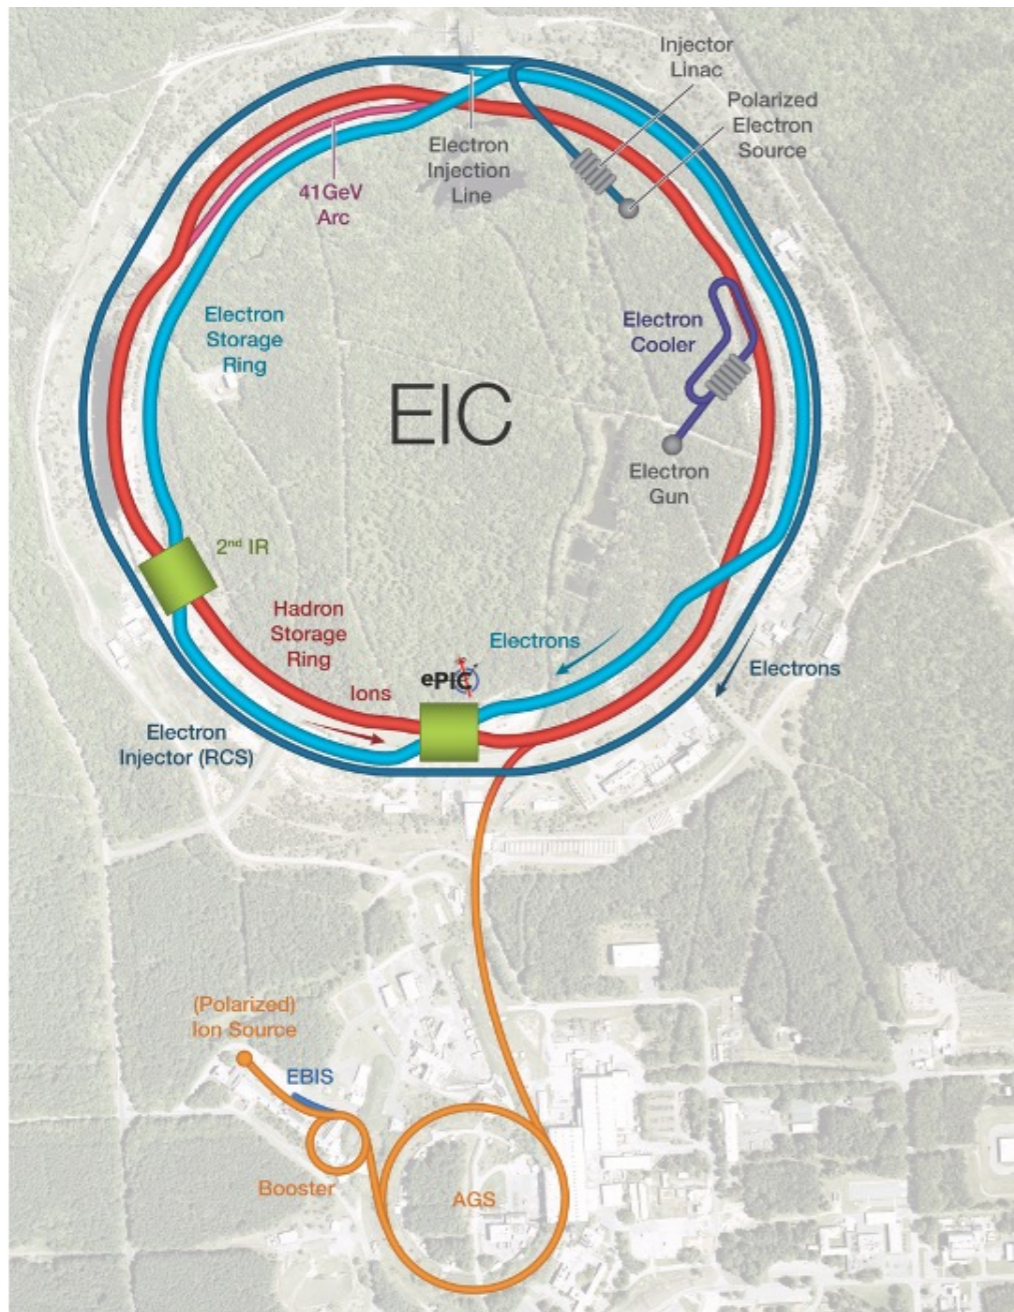 Injector
Linac
Polarized
Electron
Source
Electron
Injection
Line
41GeV
Arc
Electron
Storage
Ring
Electron
Cooler
EIC
Electron
Gun
2nd IR
Hadron
Storage
Ring
Electrons
Electrons
ePIC
Ions
Electron
Injector (RCS)
(Polarized)
Ion Source
EBIS
Booster
AGS